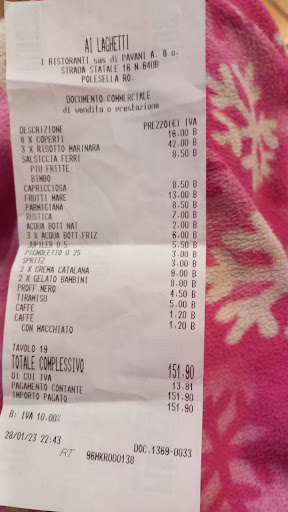 AI LAGHETTI
I RISTORANTI sas di PAVANI A. & c.
STRADA STATALE 16 N.640B
POLESELLA RO.
DOCUMENTO COMMERCIALE
di vendita o prestazione
DESCRIZIONE PREZZO(€) IVA
8 X COPERTI 16.00 B
3 X RISOTTO MARINARA 42.00 B
SALSICCIA FERRI 8.50 B
PIU FRITTE
BIMBO
CAPRICCIOSA 8.50 B
FRUTTI MARE 13.00 B
PARMIGIANA 8.50 B
RUSTICA 7.00 B
ACQUA BOTT NAT 2.00 B
3 X ACQUA BOTT.FRIZ 6.00 B
JUPILER 0.5 5.50 B
PIGNOLETTO 0 25 3.00 B
SPRITZ 3.00 B
2 X CREMA CATALANA 9.00 B
2 X GELATO BAMBINI 8.00 B
PROFF.NERO 4.50 B
TIRAMISU 5.00 B
CAFFE 1.20 B
CAFFE 1.20 B
CON MACCHIATO
TAVOLO 19
TOTALE COMPLESSIVO 151,90
DI CUI IVA 13.81
PAGAMENTO CONTANTE 151.90
IMPORTO PAGATO 151.90
B: IVA 10.00%
28/01/23 22:43 DOC.1369-0033
RT 96MKR000138